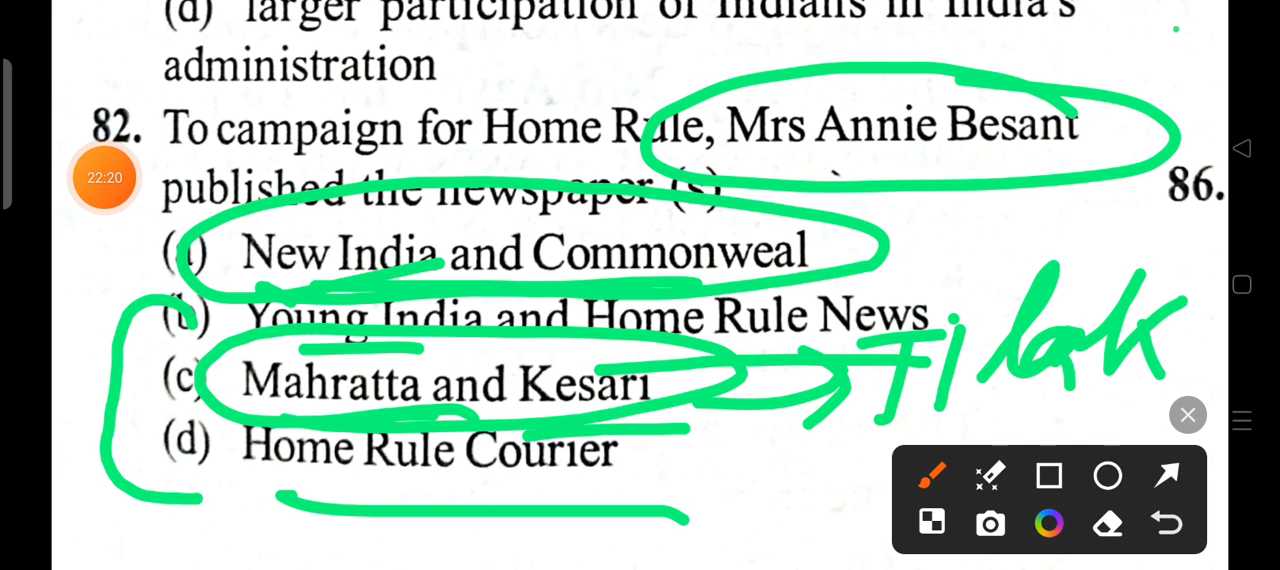 (d) larger participation of Indians in India's
administration
82. To campaign for Home Rule, Mrs Annie Besant
published the newspaper (s)
86.
(a) New India and Commonweal
(b) Young India and Home Rule News
(c) Mahratta and Kesari
Tilak
(d) Home Rule Courier
22:20